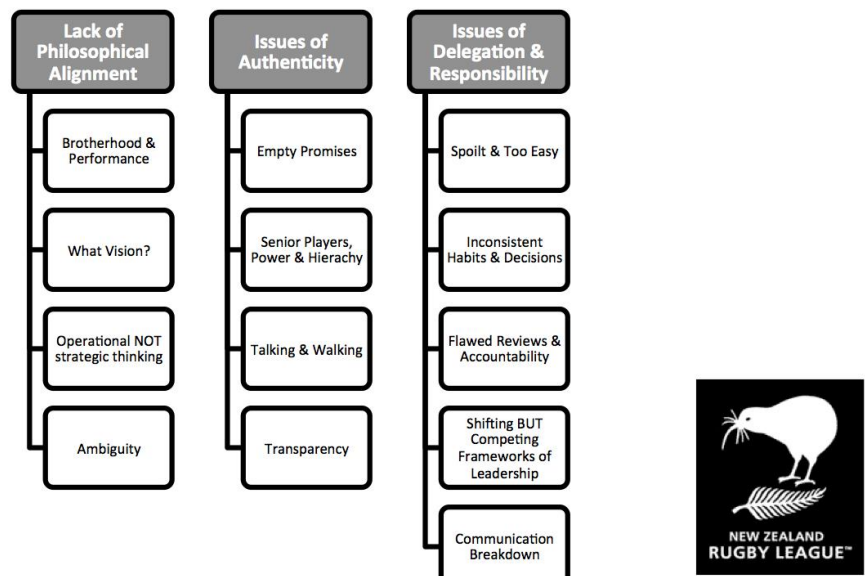 Lack of
Philosophical
Alignment
Brotherhood &
Performance
What Vision?
Operational NOT
strategic thinking
Ambiguity
Issues of
Authenticity
Empty Promises
Senior Players,
Power & Hierachy
Talking & Walking
Transparency
Issues of
Delegation &
Responsibility
Spoilt & Too Easy
Inconsistent
Habits & Decisions
Flawed Reviews &
Accountability
Shifting BUT
Competing
Frameworks of
Leadership
Communication
Breakdown
NEW ZEALAND
RUGBY LEAGUE™